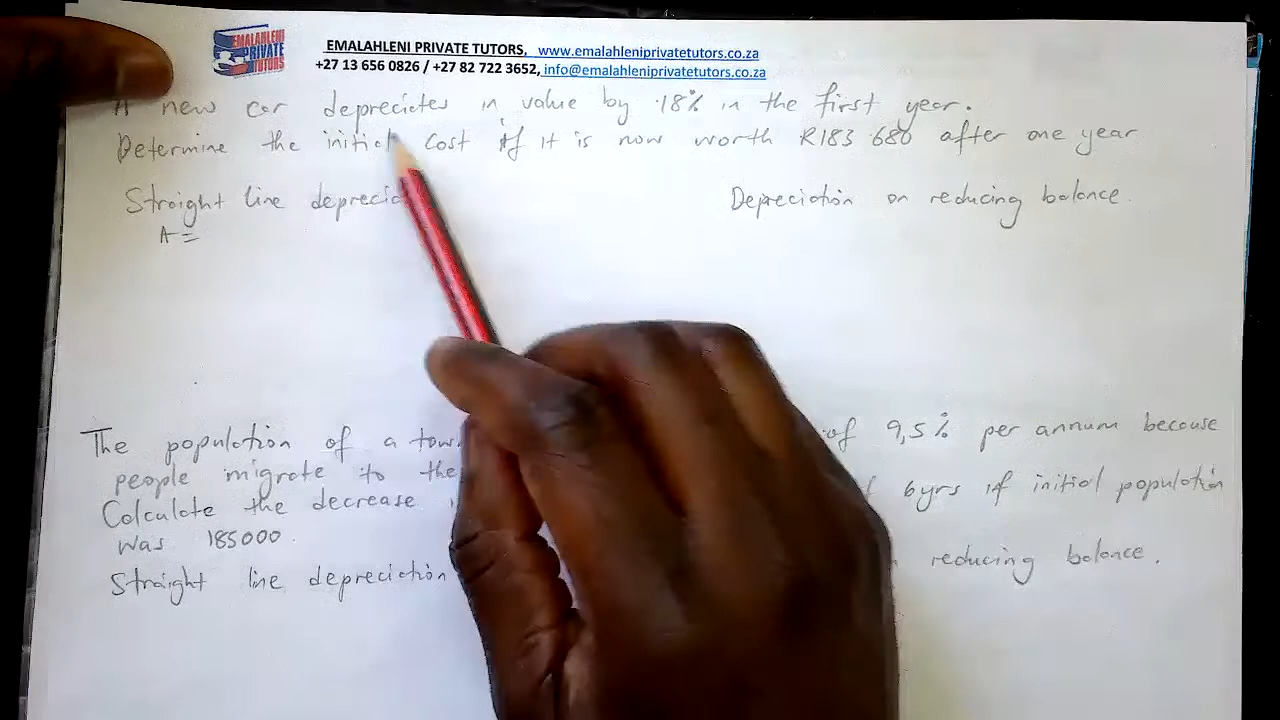 EMALAHLENI PRIVATE TUTORS
EMALAHLENI PRIVATE TUTORS, www.emalahleniprivatetutors.co.za
+27 13 656 0826 / +27 82 722 3652, info@emalahleniprivatetutors.co.za
A new car depreciates in value by 18% in the first year.
Determine the initial cost if it is now worth R183 680 after one year
Straight line Depreciation on reducing balance.
A=
The population of a of 9,5% per annum because
people migrate to the
6yrs if initial population
Calculate the decrease
was 185000.
Straight line depreciation reducing balance.